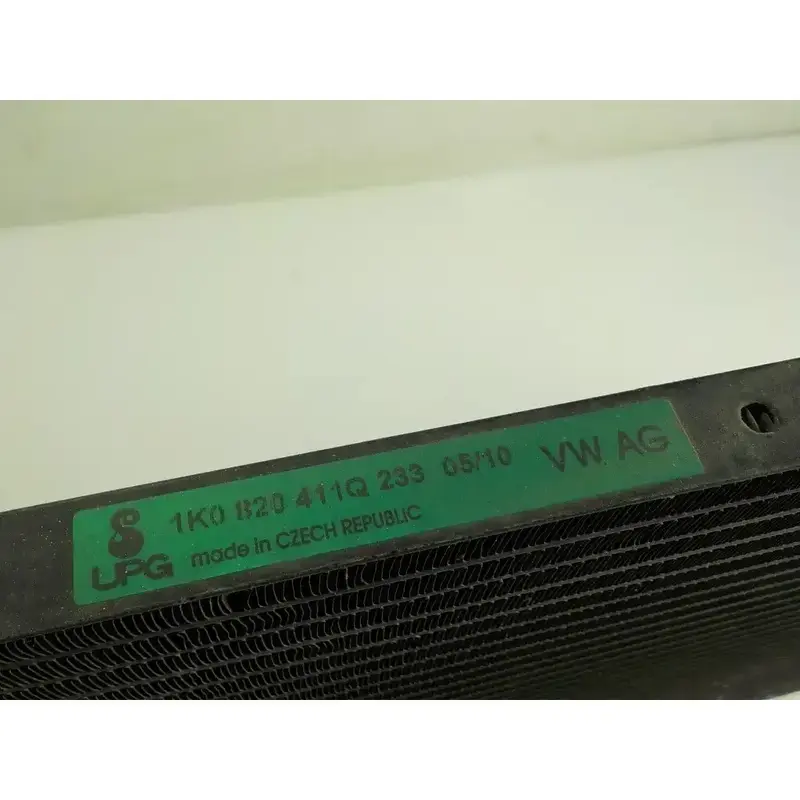 1K0 820 411Q 233 05/10 VW AG
UPG made in CZECH REPUBLIC